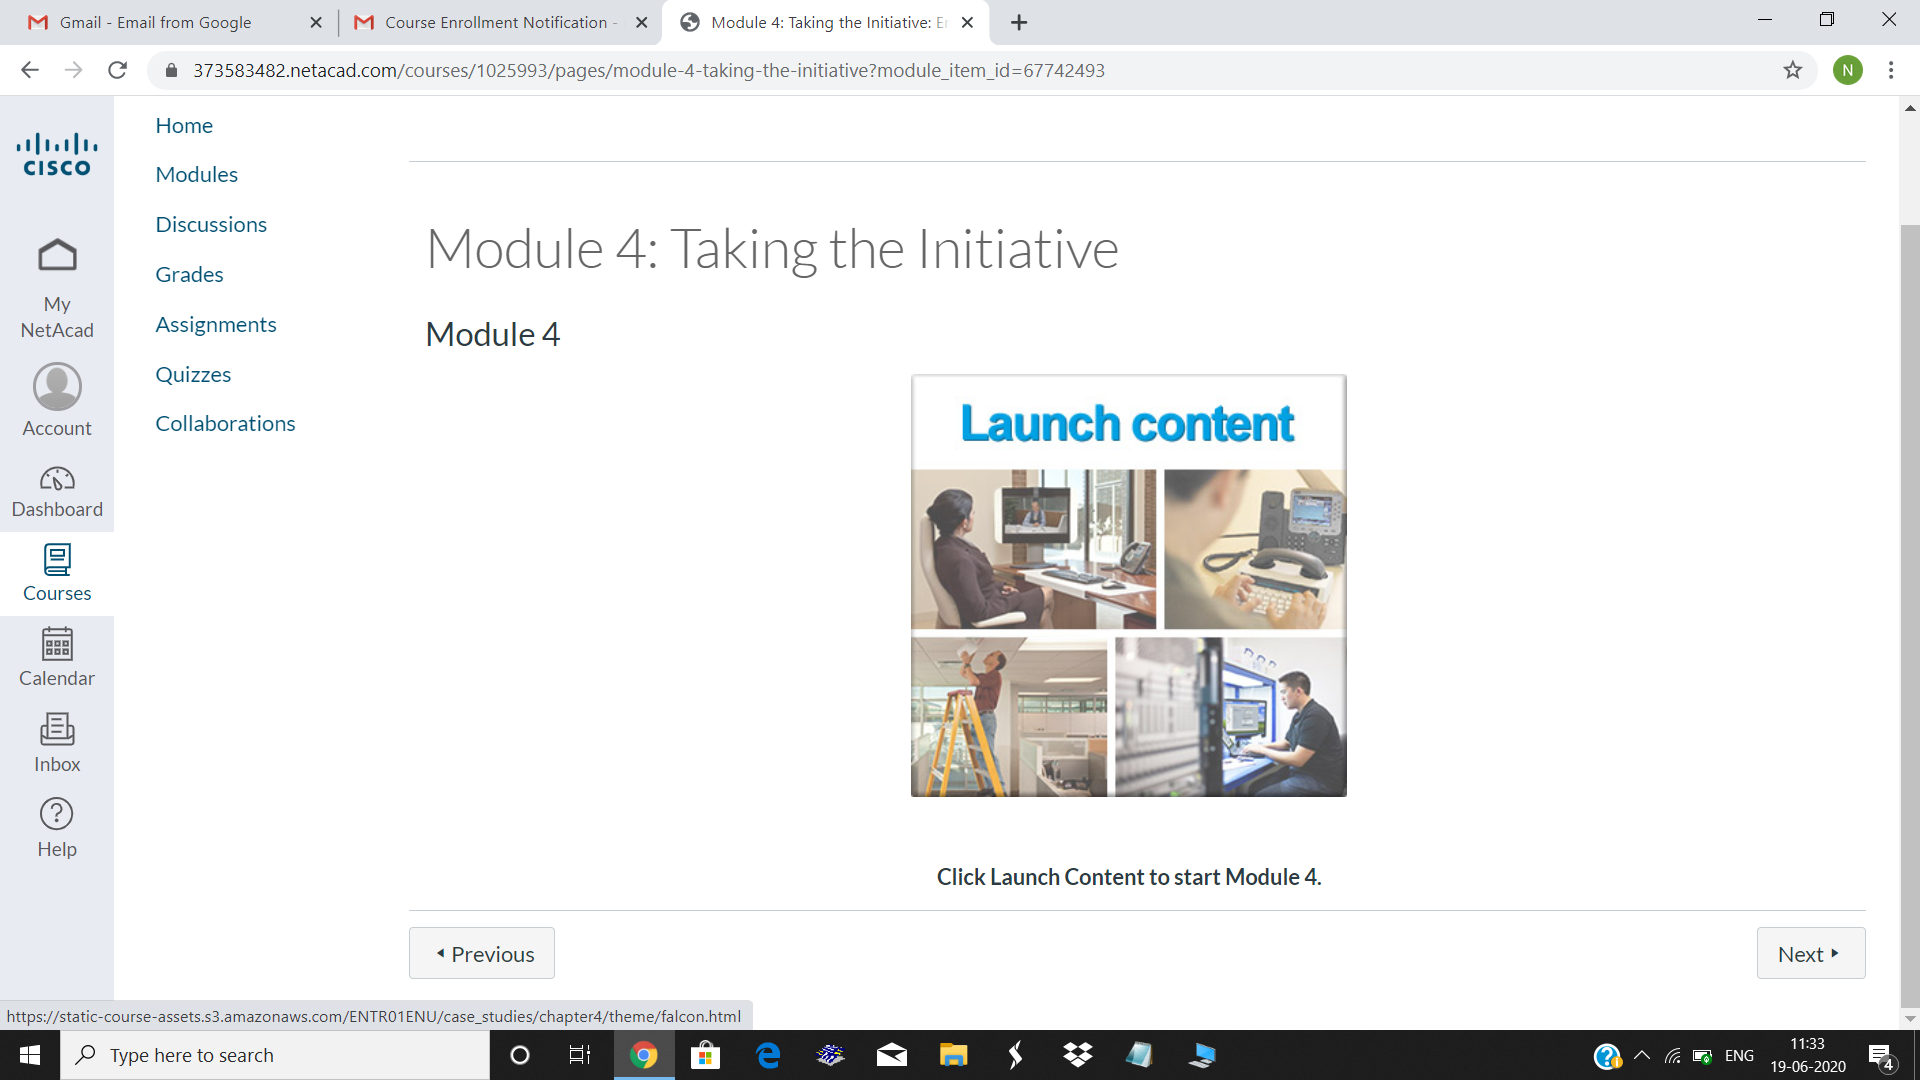 Gmail - Email from Google
Course Enrollment Notification -
Module 4: Taking the Initiative: E
373583482.netacad.com/courses/1025993/pages/module-4-taking-the-initiative?module_item_id=67742493
N
CISCO
My
NetAcad
Account
Dashboard
Courses
Calendar
Inbox
Help
Home
Modules
Discussions
Grades
Assignments
Quizzes
Collaborations
Module 4: Taking the Initiative
Module 4
Launch content
Click Launch Content to start Module 4.
Previous
Next
https://static-course-assets.s3.amazonaws.com/ENTR01ENU/case_studies/chapter4/theme/falcon.html
Type here to search
ENG
11:33
19-06-2020
4